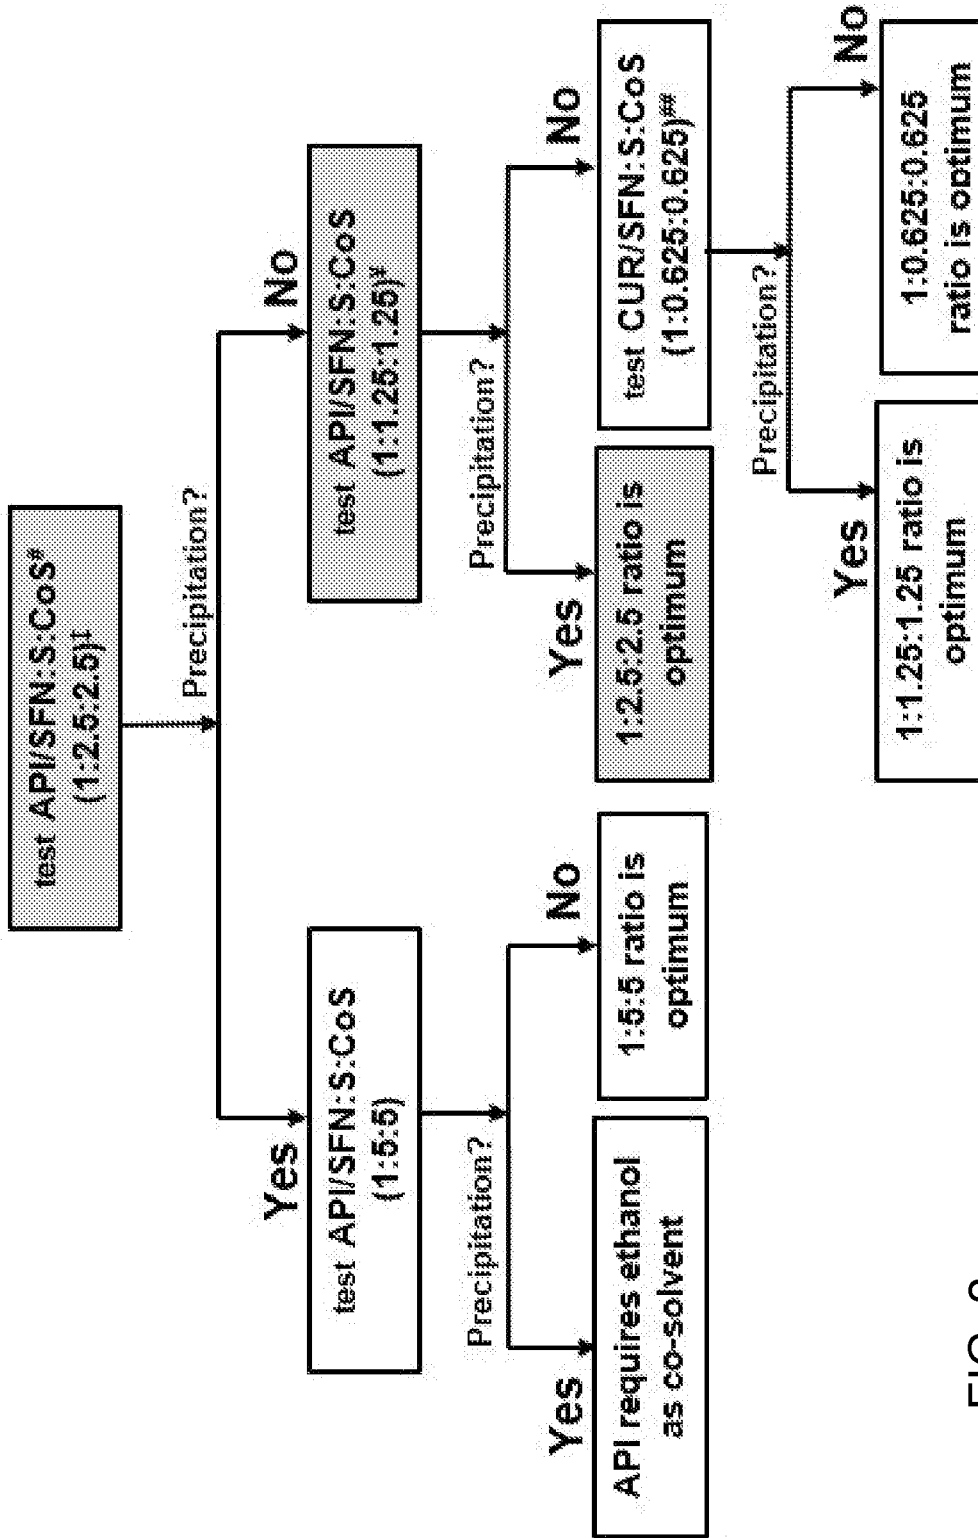 test API/SFN::S:CoS#
(1:2.5:2.5)‡
Precipitation?
Yes
No
test API/SFN::S:CoS
(1:5:5)
test API/SFN::S:CoS
(1:1.25:1.25)¥
Precipitation?
Precipitation?
Yes
No
Yes
No
API requires ethanol
as co-solvent
1:5:5 ratio is
optimum
1:2.5:2.5 ratio is
optimum
test CUR/SFN::S:CoS
(1:0.625:0.625)##
Precipitation?
Yes
No
1:1.25:1.25 ratio is
optimum
1:0.625:0.625
ratio is optimum